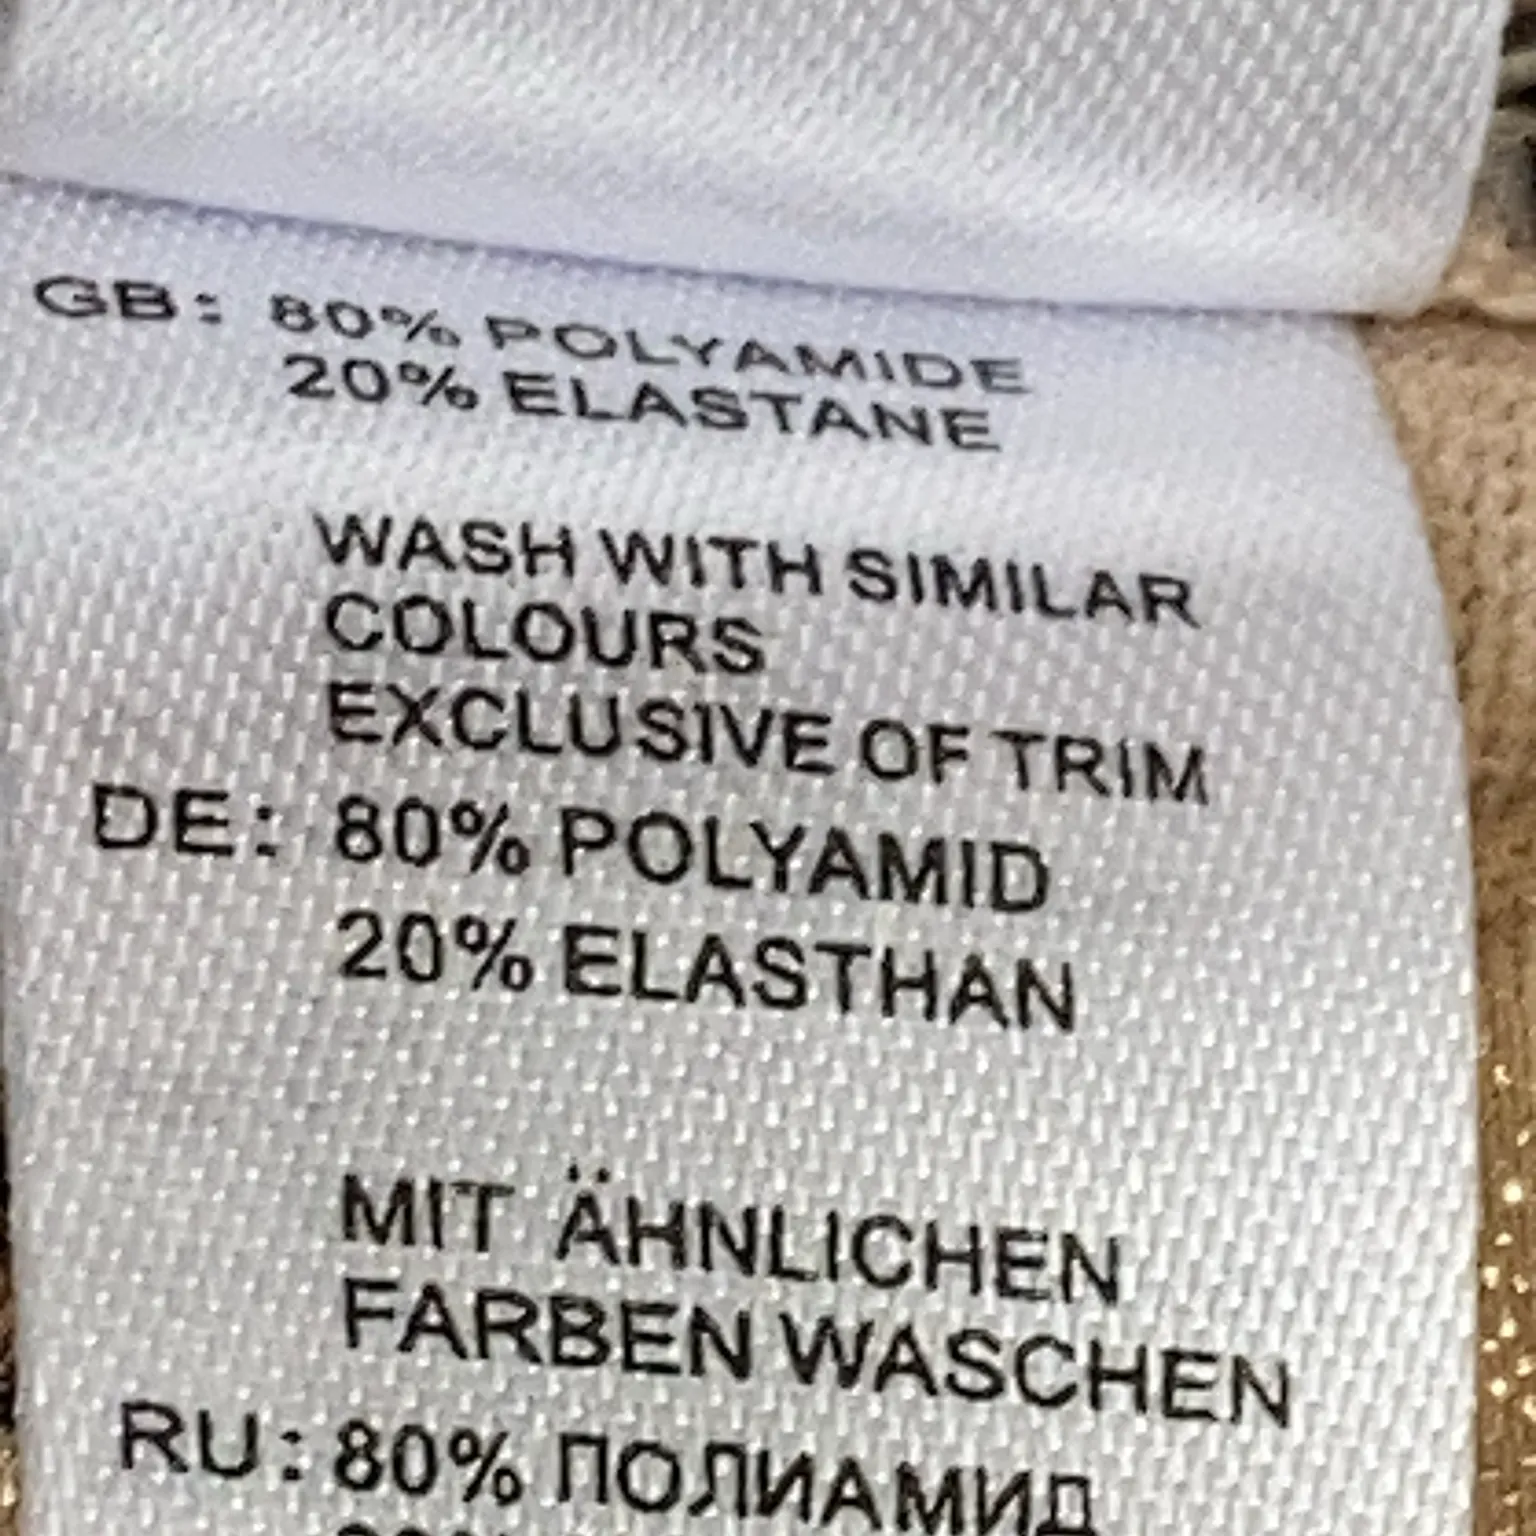 GB: 80% POLYAMIDE
20% ELASTANE
WASH WITH SIMILAR
COLOURS
EXCLUSIVE OF TRIM
DE: 80% POLYAMID
20% ELASTHAN
MIT ÄHNLICHEN
FARBEN WASCHEN
RU: 80% ПОЛИАМИД